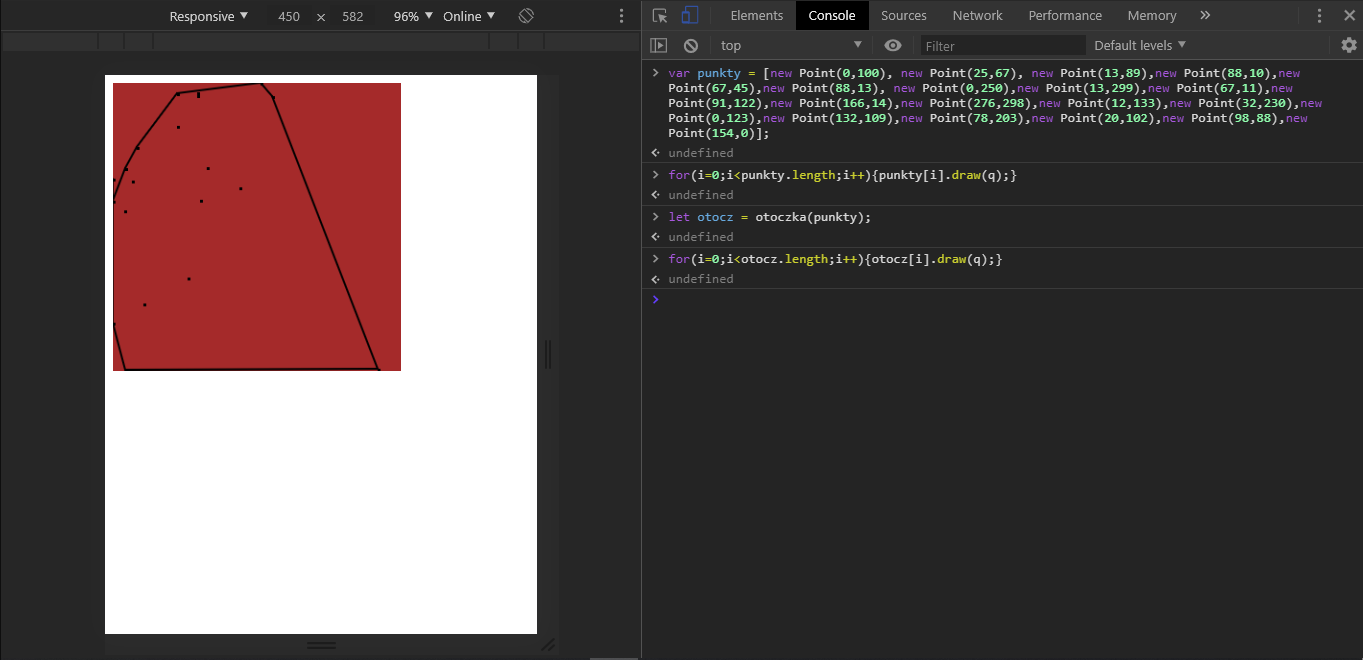 Responsive 450 × 582 96% Online
Elements Console Sources Network Performance Memory
top Filter Default levels
var punkty = [new Point(0,100), new Point(25,67), new Point(13,89),new Point(88,10),new
Point(67,45),new Point(88,13), new Point(0,250),new Point(13,299),new Point(67,11),new
Point(91,122),new Point(166,14),new Point(276,298),new Point(12,133),new Point(32,230),new
Point(0,123),new Point(132,109),new Point(78,203),new Point(20,102),new Point(98,88),new
Point(154,0)];
undefined
for(i=0;i<punkty.length;i++){punkty[i].draw(q);}
undefined
let otocz = otoczka(punkty);
undefined
for(i=0;i<otocz.length;i++){otocz[i].draw(q);}
undefined